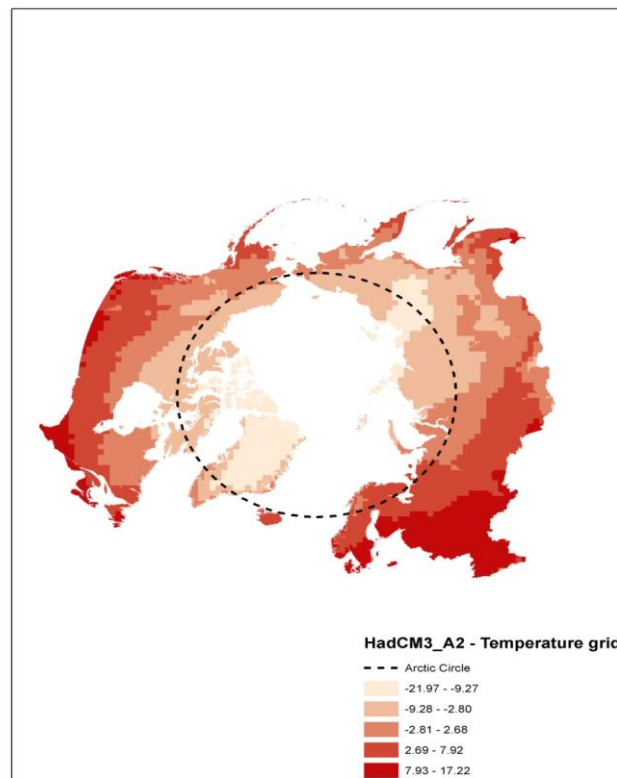 HadCM3_A2 - Temperature grid
Arctic Circle
-21.97 - -9.27
-9.28 - -2.80
-2.81 - 2.68
2.69 - 7.92
7.93 - 17.22